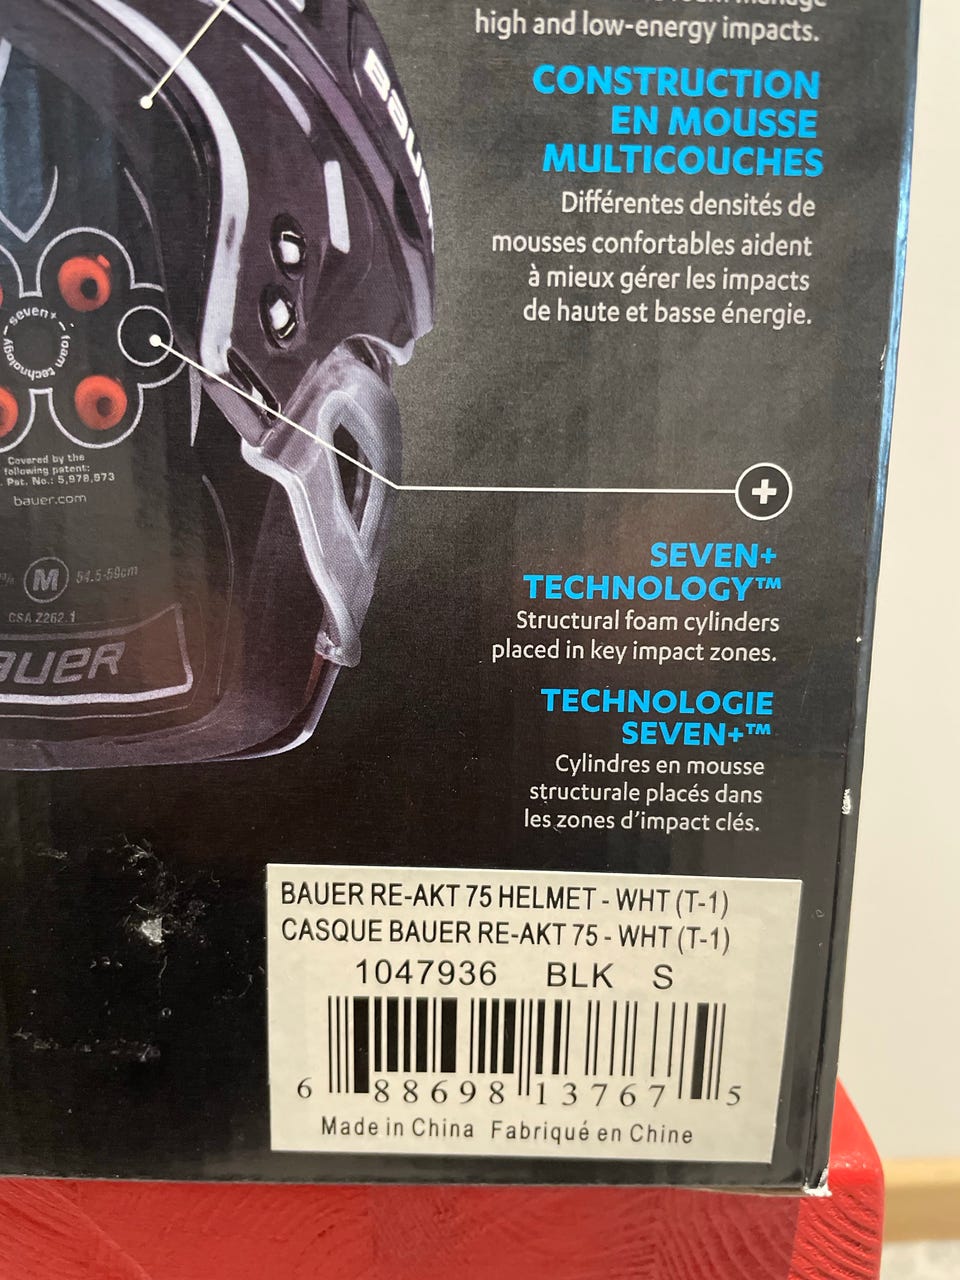 high and low-energy impacts.
CONSTRUCTION
EN MOUSSE
MULTICOUCHES
Différentes densités de
mousses confortables aident
à mieux gérer les impacts
de haute et basse énergie.
BAUER
seven+
foam technology
Covered by the
following patent:
Pat. No.: 5,978,973
bauer.com
M 54.5-59cm
CSA Z262.1
BAUER
SEVEN+
TECHNOLOGY™
Structural foam cylinders
placed in key impact zones.
TECHNOLOGIE
SEVEN+™
Cylindres en mousse
structurale placés dans
les zones d'impact clés.
BAUER RE-AKT 75 HELMET - WHT (T-1)
CASQUE BAUER RE-AKT 75 - WHT (T-1)
1047936 BLK S
6 88698 13767 5
Made in China Fabriqué en Chine